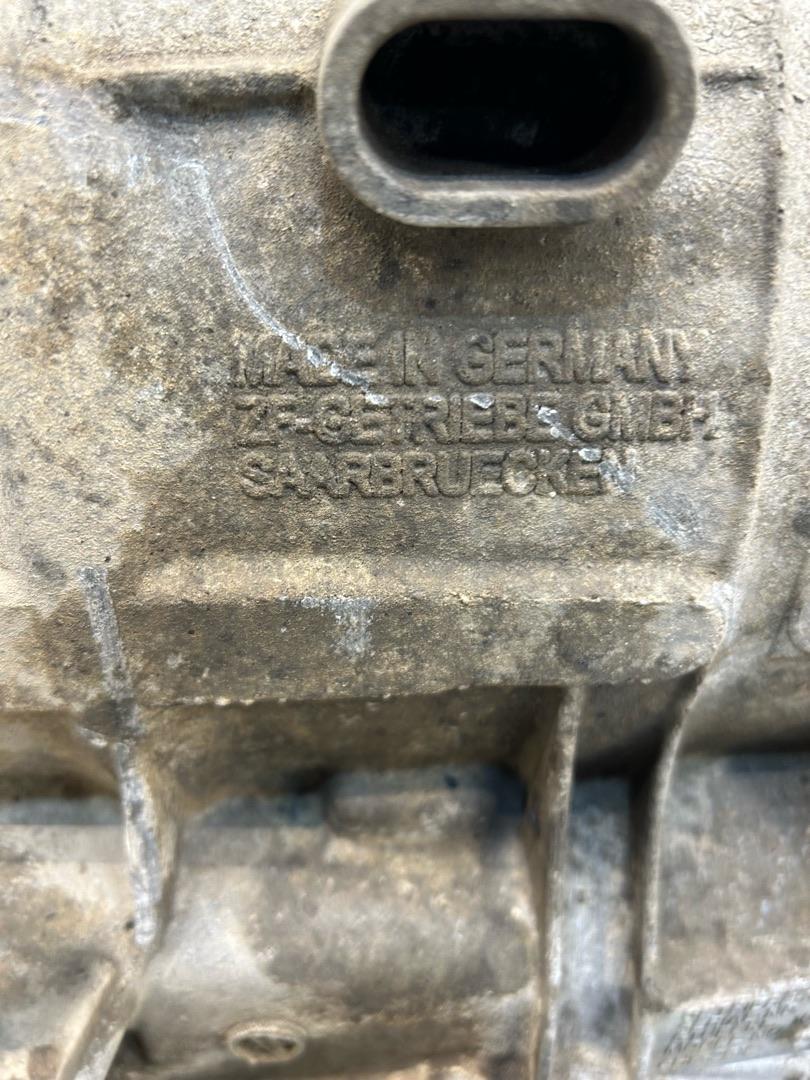 MADE IN GERMANY
ZF-GETRIEBE GMBH
SAARBRUECKEN